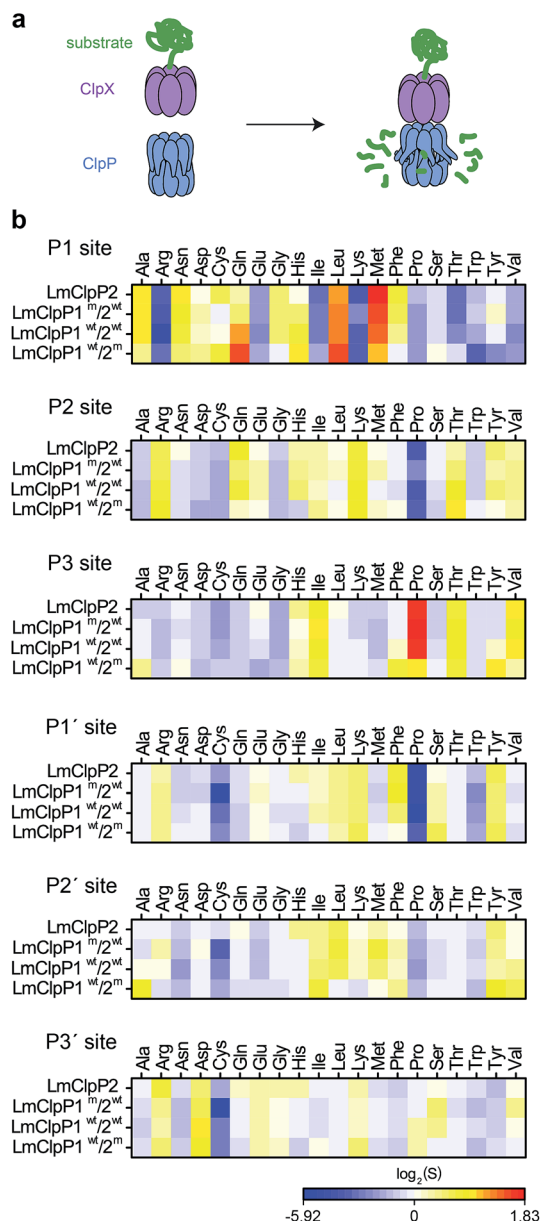 a
substrate
ClpX
ClpP
b
P1 site
Ala Arg Asn Asp Cys Gln Glu Gly His Ile Leu Lys Met Phe Pro Ser Thr Trp Tyr Val
LmClpP2
LmClpP1 m/2wt
LmClpP1 wt/2wt
LmClpP1 wt/2m
P2 site
Ala Arg Asn Asp Cys Gln Glu Gly His Ile Leu Lys Met Phe Pro Ser Thr Trp Tyr Val
LmClpP2
LmClpP1 m/2wt
LmClpP1 wt/2wt
LmClpP1 wt/2m
P3 site
Ala Arg Asn Asp Cys Gln Glu Gly His Ile Leu Lys Met Phe Pro Ser Thr Trp Tyr Val
LmClpP2
LmClpP1 m/2wt
LmClpP1 wt/2wt
LmClpP1 wt/2m
P1´ site
Ala Arg Asn Asp Cys Gln Glu Gly His Ile Leu Lys Met Phe Pro Ser Thr Trp Tyr Val
LmClpP2
LmClpP1 m/2wt
LmClpP1 wt/2wt
LmClpP1 wt/2m
P2´ site
Ala Arg Asn Asp Cys Gln Glu Gly His Ile Leu Lys Met Phe Pro Ser Thr Trp Tyr Val
LmClpP2
LmClpP1 m/2wt
LmClpP1 wt/2wt
LmClpP1 wt/2m
P3´ site
Ala Arg Asn Asp Cys Gln Glu Gly His Ile Leu Lys Met Phe Pro Ser Thr Trp Tyr Val
LmClpP2
LmClpP1 m/2wt
LmClpP1 wt/2wt
LmClpP1 wt/2m
log2(S)
-5.92 0 1.83